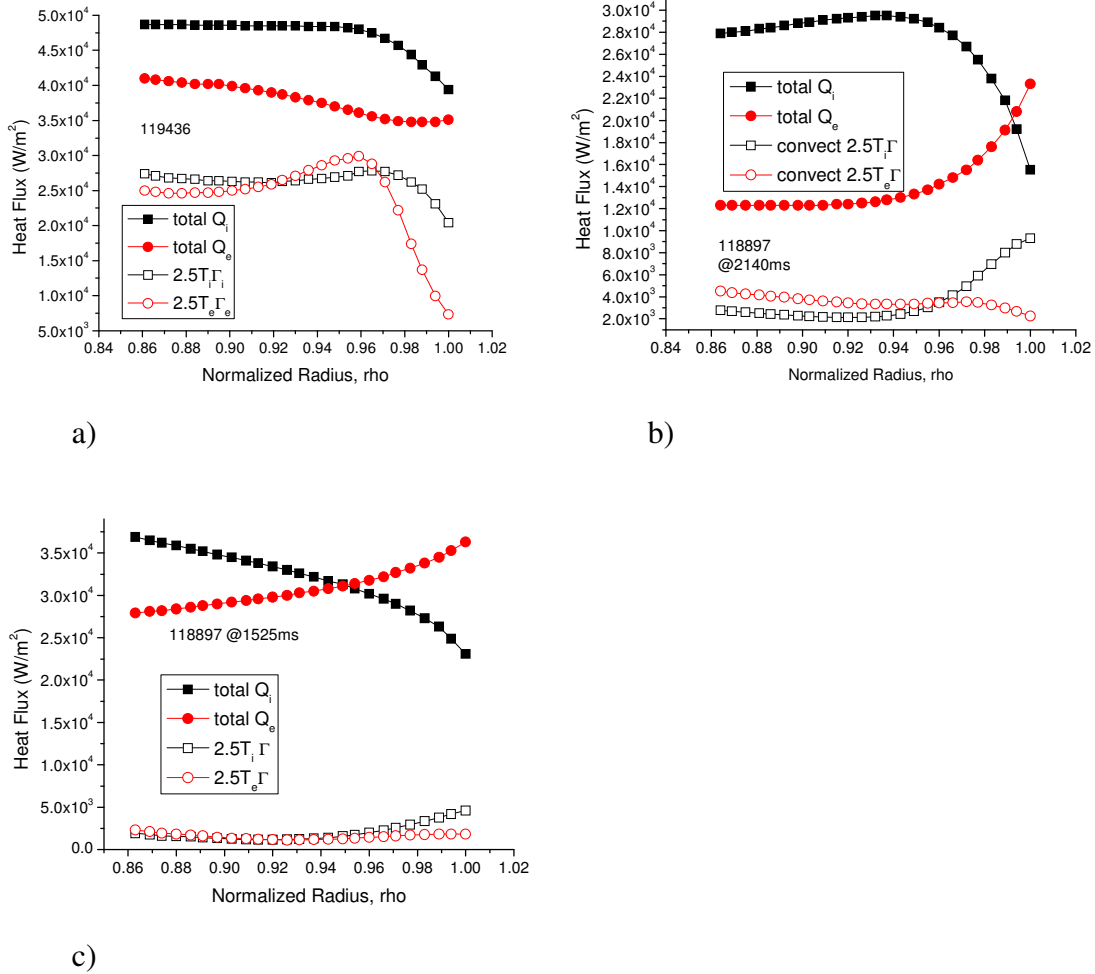 5.0x10⁴
4.5x10⁴
4.0x10⁴
3.5x10⁴
3.0x10⁴
2.5x10⁴
2.0x10⁴
1.5x10⁴
1.0x10⁴
5.0x10³
Heat Flux (W/m²)
119436
total Qᵢ
total Qₑ
2.5TᵢΓᵢ
2.5TₑΓₑ
0.84 0.86 0.88 0.90 0.92 0.94 0.96 0.98 1.00 1.02
Normalized Radius, rho
a)
3.0x10⁴
2.8x10⁴
2.6x10⁴
2.4x10⁴
2.2x10⁴
2.0x10⁴
1.8x10⁴
1.6x10⁴
1.4x10⁴
1.2x10⁴
1.0x10⁴
8.0x10³
6.0x10³
4.0x10³
2.0x10³
Heat Flux (W/m²)
total Qᵢ
total Qₑ
convect 2.5TᵢΓ
convect 2.5TₑΓ
118897
@2140ms
0.84 0.86 0.88 0.90 0.92 0.94 0.96 0.98 1.00 1.02
Normalized Radius, rho
b)
3.5x10⁴
3.0x10⁴
2.5x10⁴
2.0x10⁴
1.5x10⁴
1.0x10⁴
5.0x10³
0.0
Heat Flux (W/m²)
118897 @1525ms
total Qᵢ
total Qₑ
2.5Tᵢ Γ
2.5TₑΓ
0.86 0.88 0.90 0.92 0.94 0.96 0.98 1.00 1.02
Normalized Radius, rho
c)